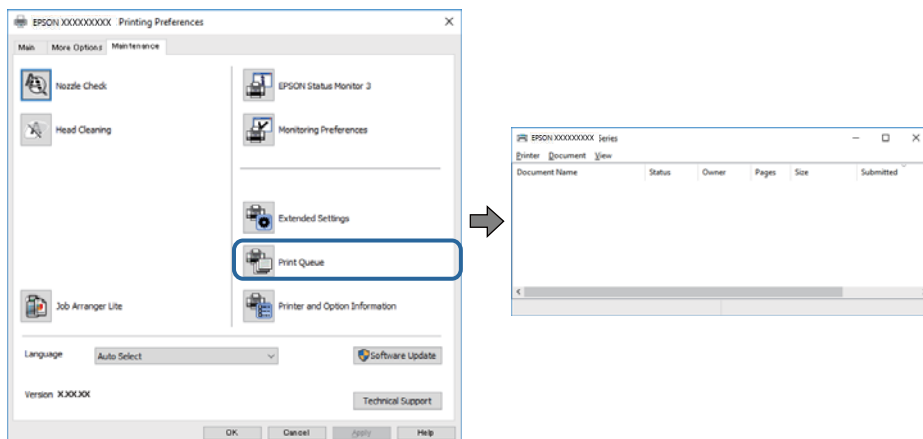 EPSON XXXXXXXXX Printing Preferences
Main More Options Maintenance
Nozzle Check
EPSON Status Monitor 3
Head Cleaning
Monitoring Preferences
Extended Settings
Print Queue
Job Arranger Lite
Printer and Option Information
Language Auto Select Software Update
Version X.XX.XX
Technical Support
OK Cancel Apply Help
EPSON XXXXXXXXX Series
Printer Document View
Document Name Status Owner Pages Size Submitted